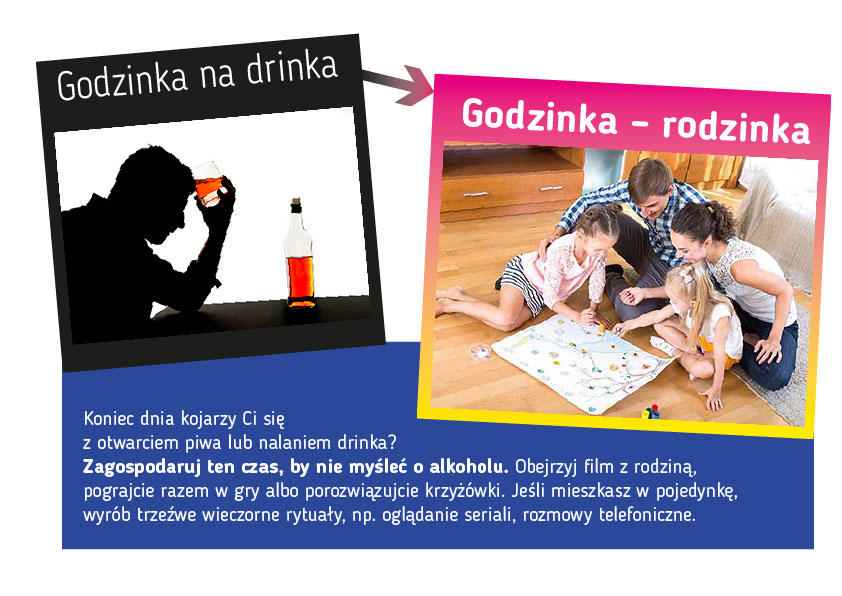 Godzinka na drinka
Godzinka – rodzinka
Koniec dnia kojarzy Ci się
z otwarciem piwa lub nalaniem drinka?
Zagospodaruj ten czas, by nie myśleć o alkoholu. Obejrzyj film z rodziną,
pograjcie razem w gry albo porozwiązujcie krzyżówki. Jeśli mieszkasz w pojedynkę,
wyrób trzeźwe wieczorne rytuały, np. oglądanie seriali, rozmowy telefoniczne.